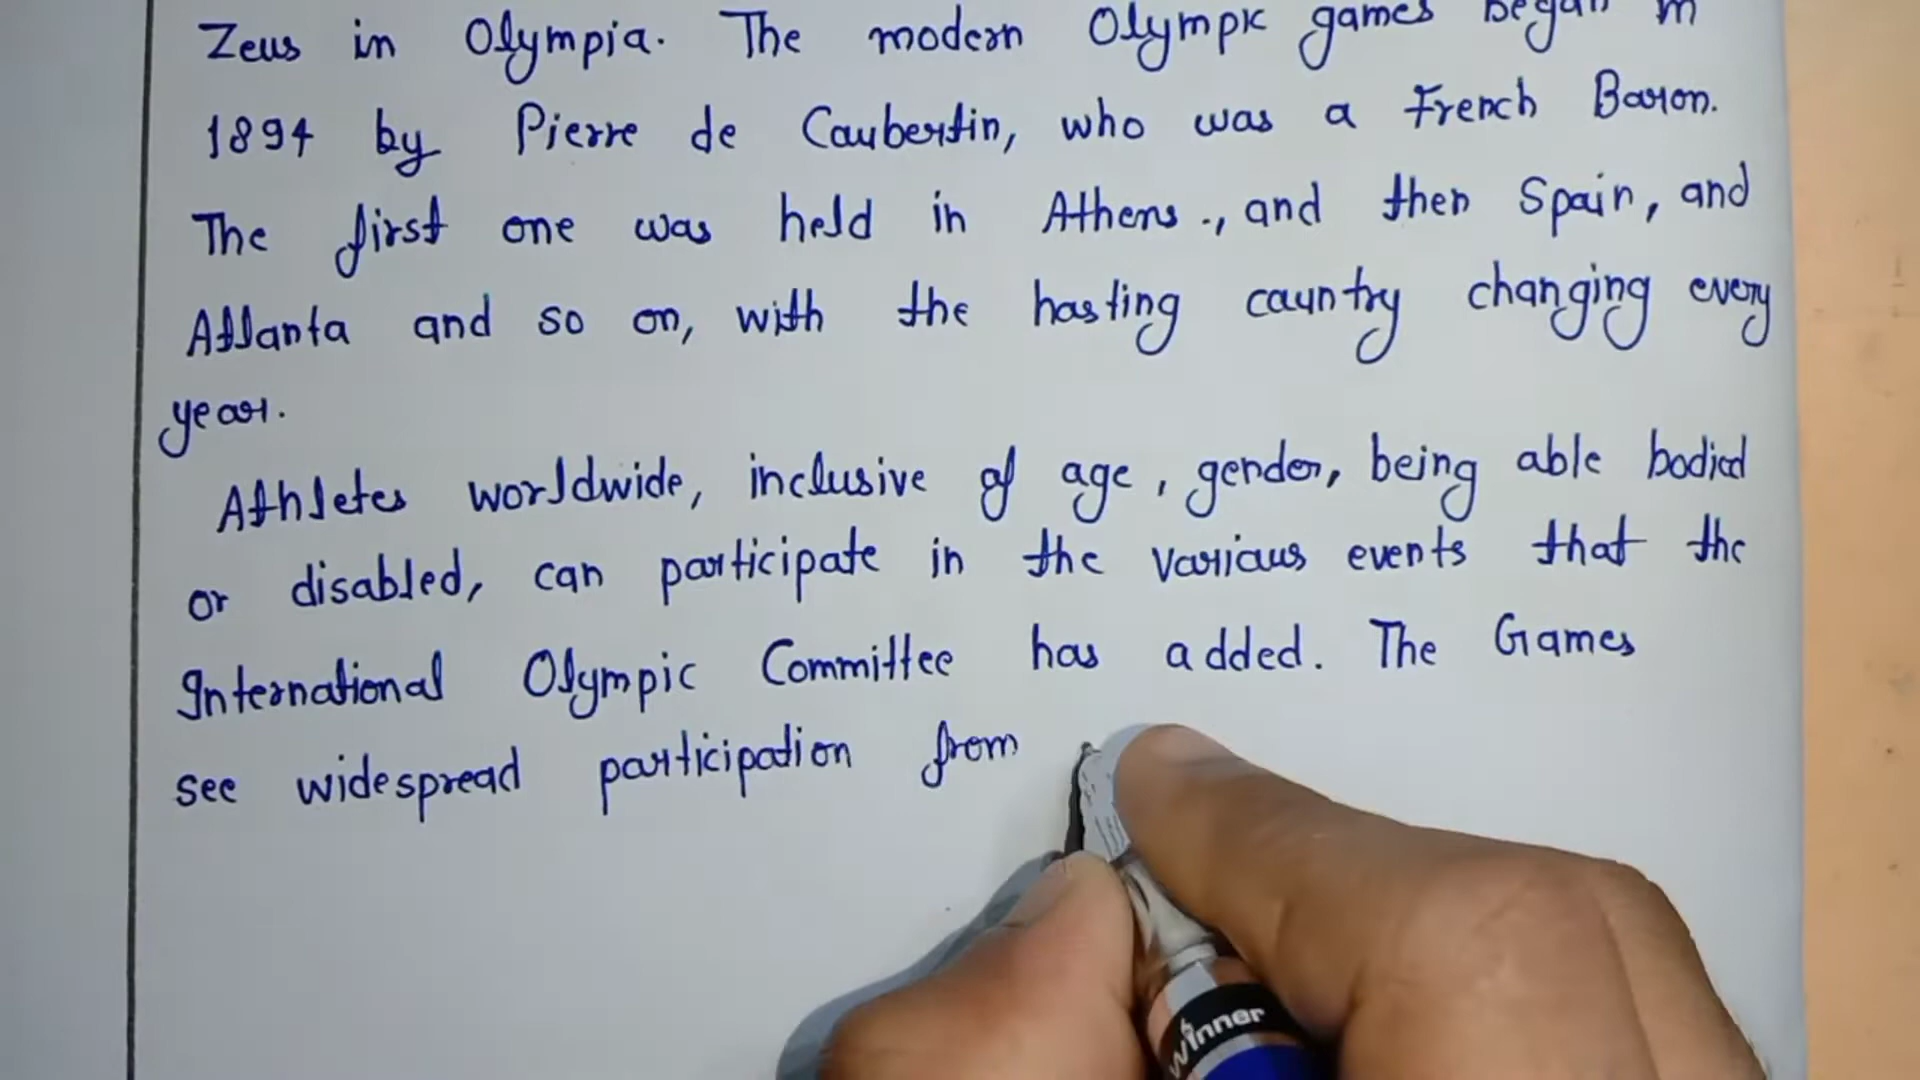 Zeus in Olympia. The modern Olympic games began in
1894 by Pierre de Caubertin, who was a French Baron.
The first one was held in Athens ., and then Spain, and
Atlanta and so on, with the hasting country changing every
year.
Athletes worldwide, inclusive of age, gender, being able bodied
or disabled, can participate in the various events that the
International Olympic Committee has added. The Games
see widespread participation from
winner